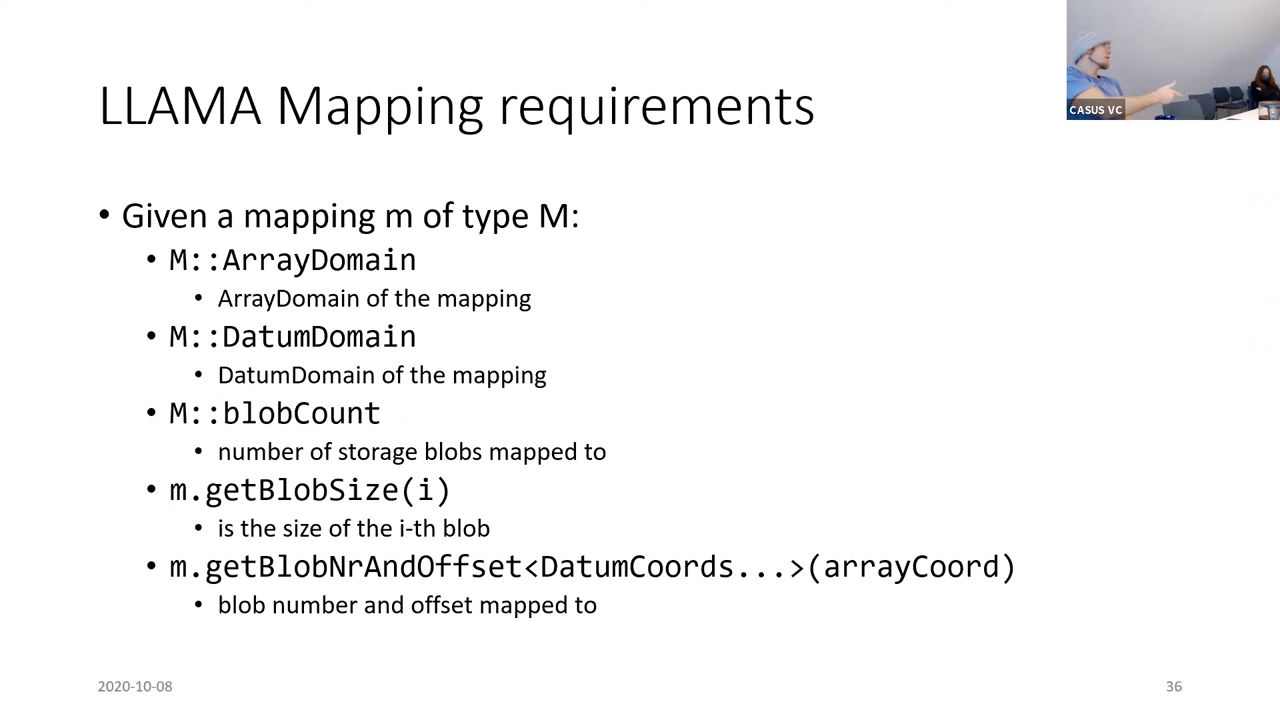 CASUS VC
LLAMA Mapping requirements
• Given a mapping m of type M:
• M::ArrayDomain
• ArrayDomain of the mapping
• M::DatumDomain
• DatumDomain of the mapping
• M::blobCount
• number of storage blobs mapped to
• m.getBlobSize(i)
• is the size of the i-th blob
• m.getBlobNrAndOffset<DatumCoords...>(arrayCoord)
• blob number and offset mapped to
2020-10-08
36